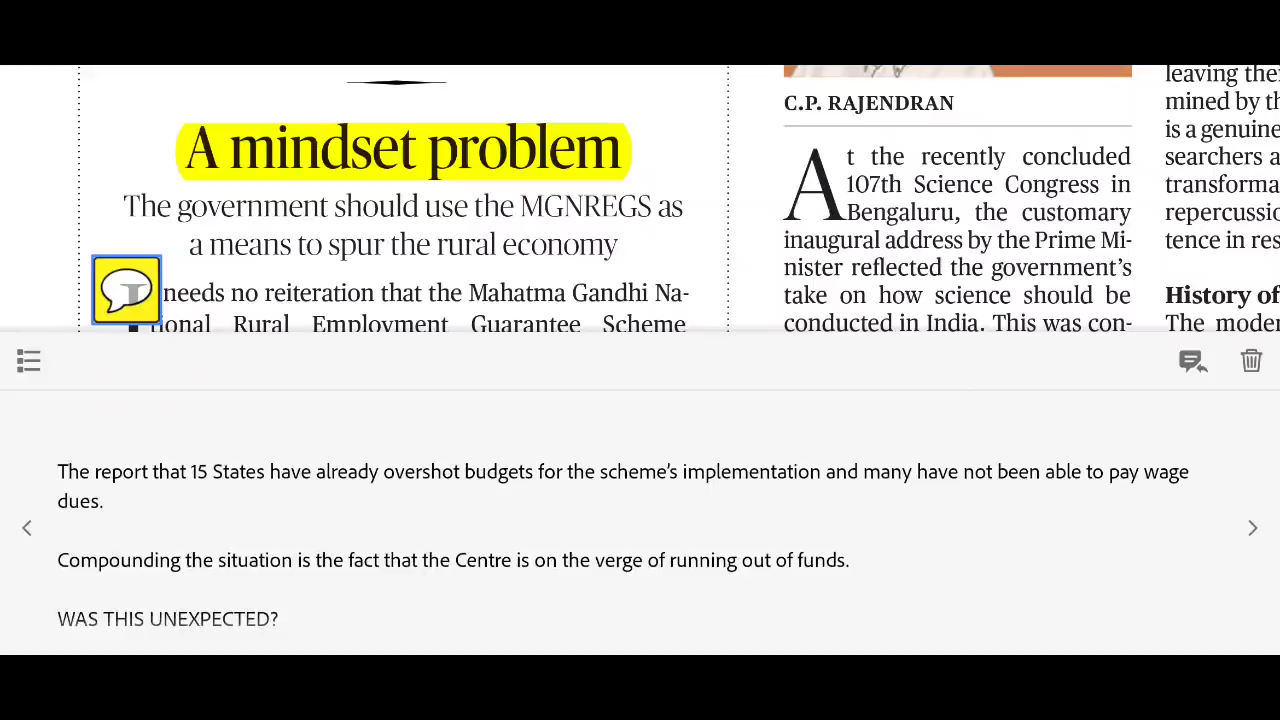 A mindset problem
The government should use the MGNREGS as
a means to spur the rural economy
needs no reiteration that the Mahatma Gandhi Na-
tional Rural Employment Guarantee Scheme
C.P. RAJENDRAN
At the recently concluded
107th Science Congress in
Bengaluru, the customary
inaugural address by the Prime Mi-
nister reflected the government's
take on how science should be
conducted in India. This was con-
leaving the
mined by th
is a genuine
searchers a
transforma
repercussio
tence in res
History of
The moder
The report that 15 States have already overshot budgets for the scheme's implementation and many have not been able to pay wage
dues.
Compounding the situation is the fact that the Centre is on the verge of running out of funds.
WAS THIS UNEXPECTED?